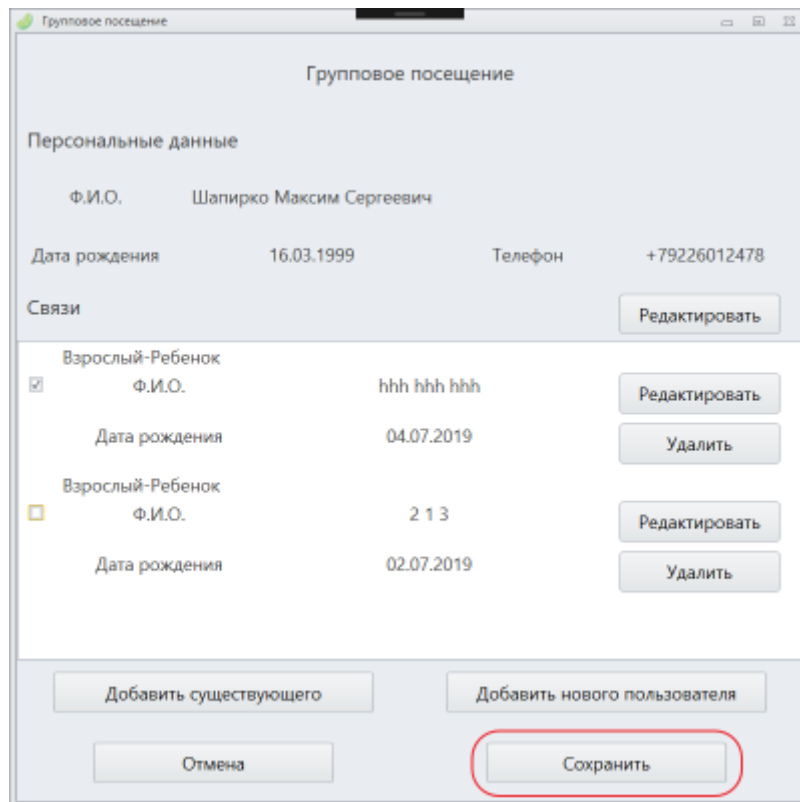 Групповое посещение
Групповое посещение
Персональные данные
Ф.И.О. Шапирко Максим Сергеевич
Дата рождения 16.03.1999 Телефон +79226012478
Связи Редактировать
Взрослый-Ребенок
Ф.И.О. hhh hhh hhh Редактировать
Дата рождения 04.07.2019 Удалить
Взрослый-Ребенок
Ф.И.О. 2 1 3 Редактировать
Дата рождения 02.07.2019 Удалить
Добавить существующего Добавить нового пользователя
Отмена Сохранить